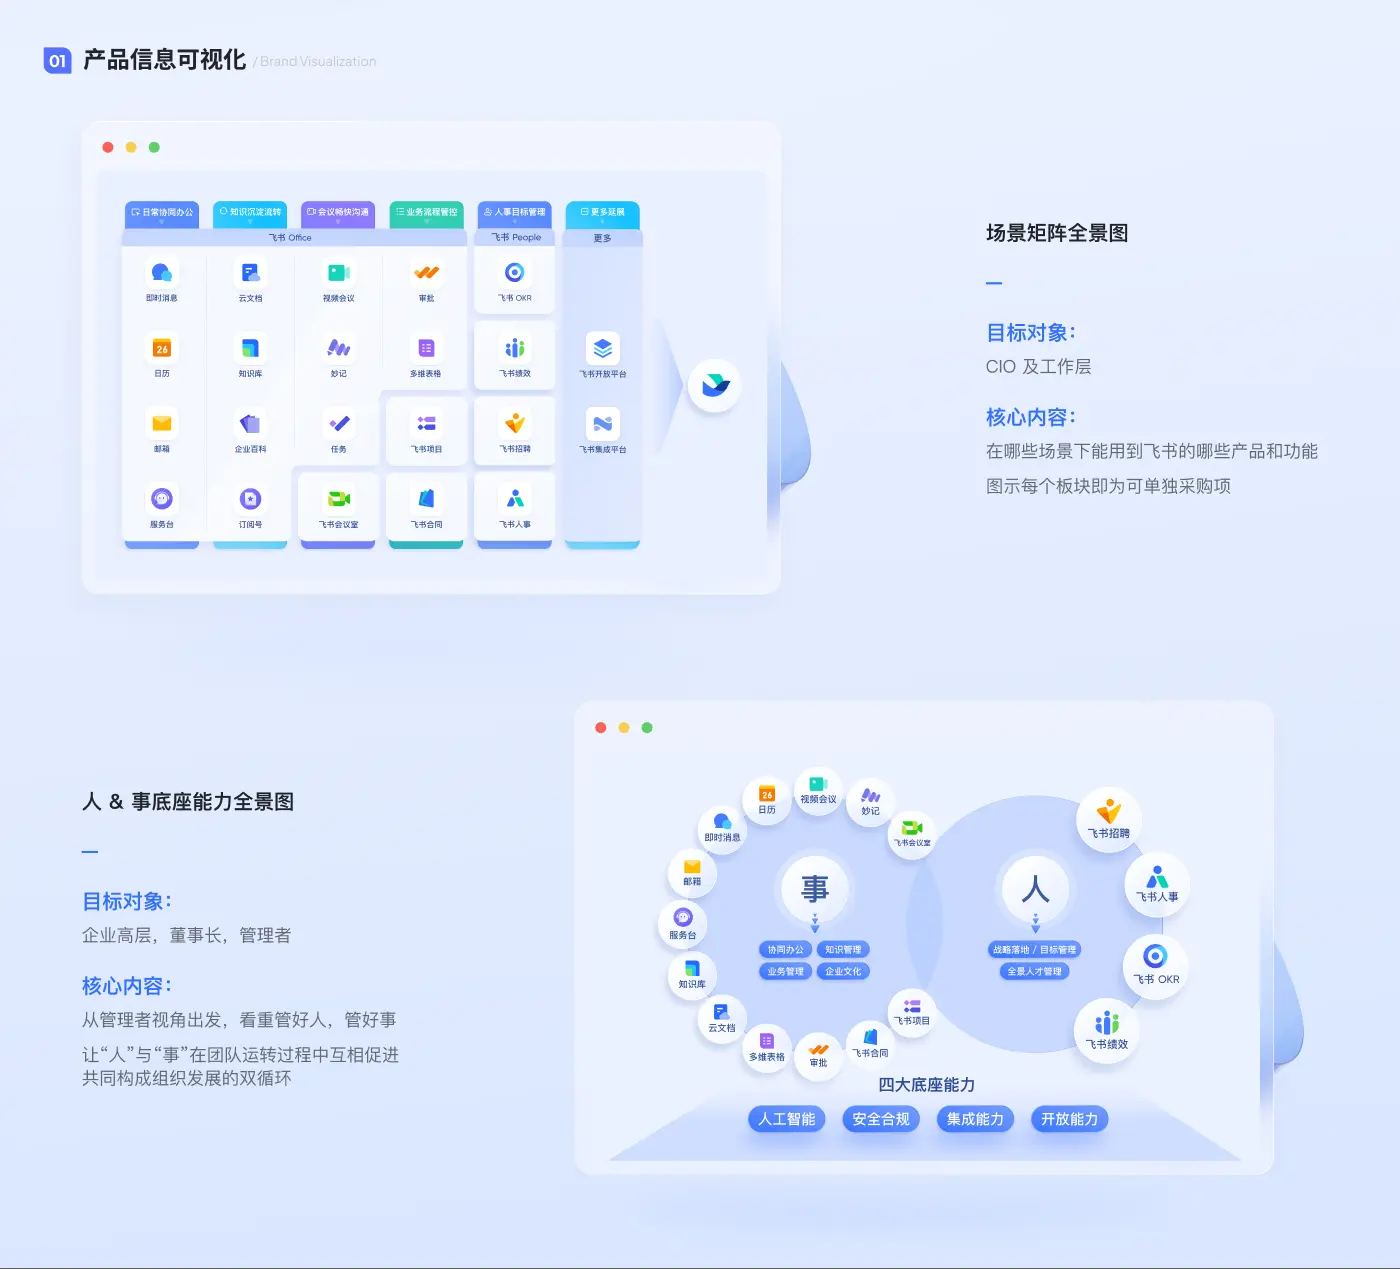 01 产品信息可视化 / Brand Visualization
日常协同办公 知识沉淀流转 会议畅快沟通 业务流程管控 人事目标管理 更多延展
飞书 Office 飞书 People 更多
即时消息 云文档 视频会议 审批 飞书 OKR
26
日历 知识库 妙记 多维表格 飞书绩效 飞书开放平台
邮箱 企业百科 任务 飞书项目 飞书招聘 飞书集成平台
服务台 订阅号 飞书会议室 飞书合同 飞书人事
场景矩阵全景图
目标对象：
CIO 及工作层
核心内容：
在哪些场景下能用到飞书的哪些产品和功能
图示每个板块即为可单独采购项
人 & 事底座能力全景图
目标对象：
企业高层，董事长，管理者
核心内容：
从管理者视角出发，看重管好人，管好事
让“人”与“事”在团队运转过程中互相促进
共同构成组织发展的双循环
视频会议
26
日历
妙记
即时消息
飞书会议室
邮箱
服务台
知识库
云文档
多维表格
审批
飞书合同
飞书项目
事
协同办公 知识管理
业务管理 企业文化
人
战略落地 / 目标管理
全景人才管理
飞书招聘
飞书人事
飞书 OKR
飞书绩效
四大底座能力
人工智能 安全合规 集成能力 开放能力